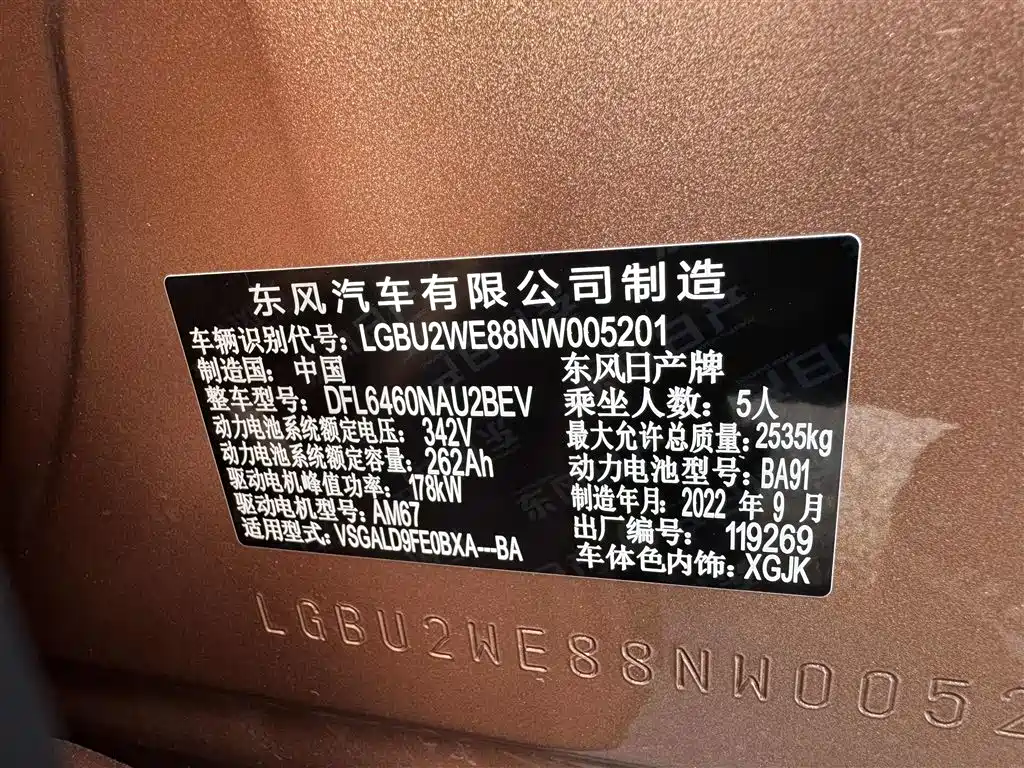 东风汽车有限公司制造
车辆识别代号: LGBU2WE88NW005201
制造国: 中国 东风日产牌
整车型号: DFL6460NAU2BEV 乘坐人数: 5人
动力电池系统额定电压: 342V 最大允许总质量: 2535kg
动力电池系统额定容量: 262Ah 动力电池型号: BA91
驱动电机峰值功率: 178kW 制造年月: 2022 年 9 月
驱动电机型号: AM67 出厂编号: 119269
适用型式: VSGALD9FE0BXA---BA 车体色内饰: XGJK
LGBU2WE88NW0052